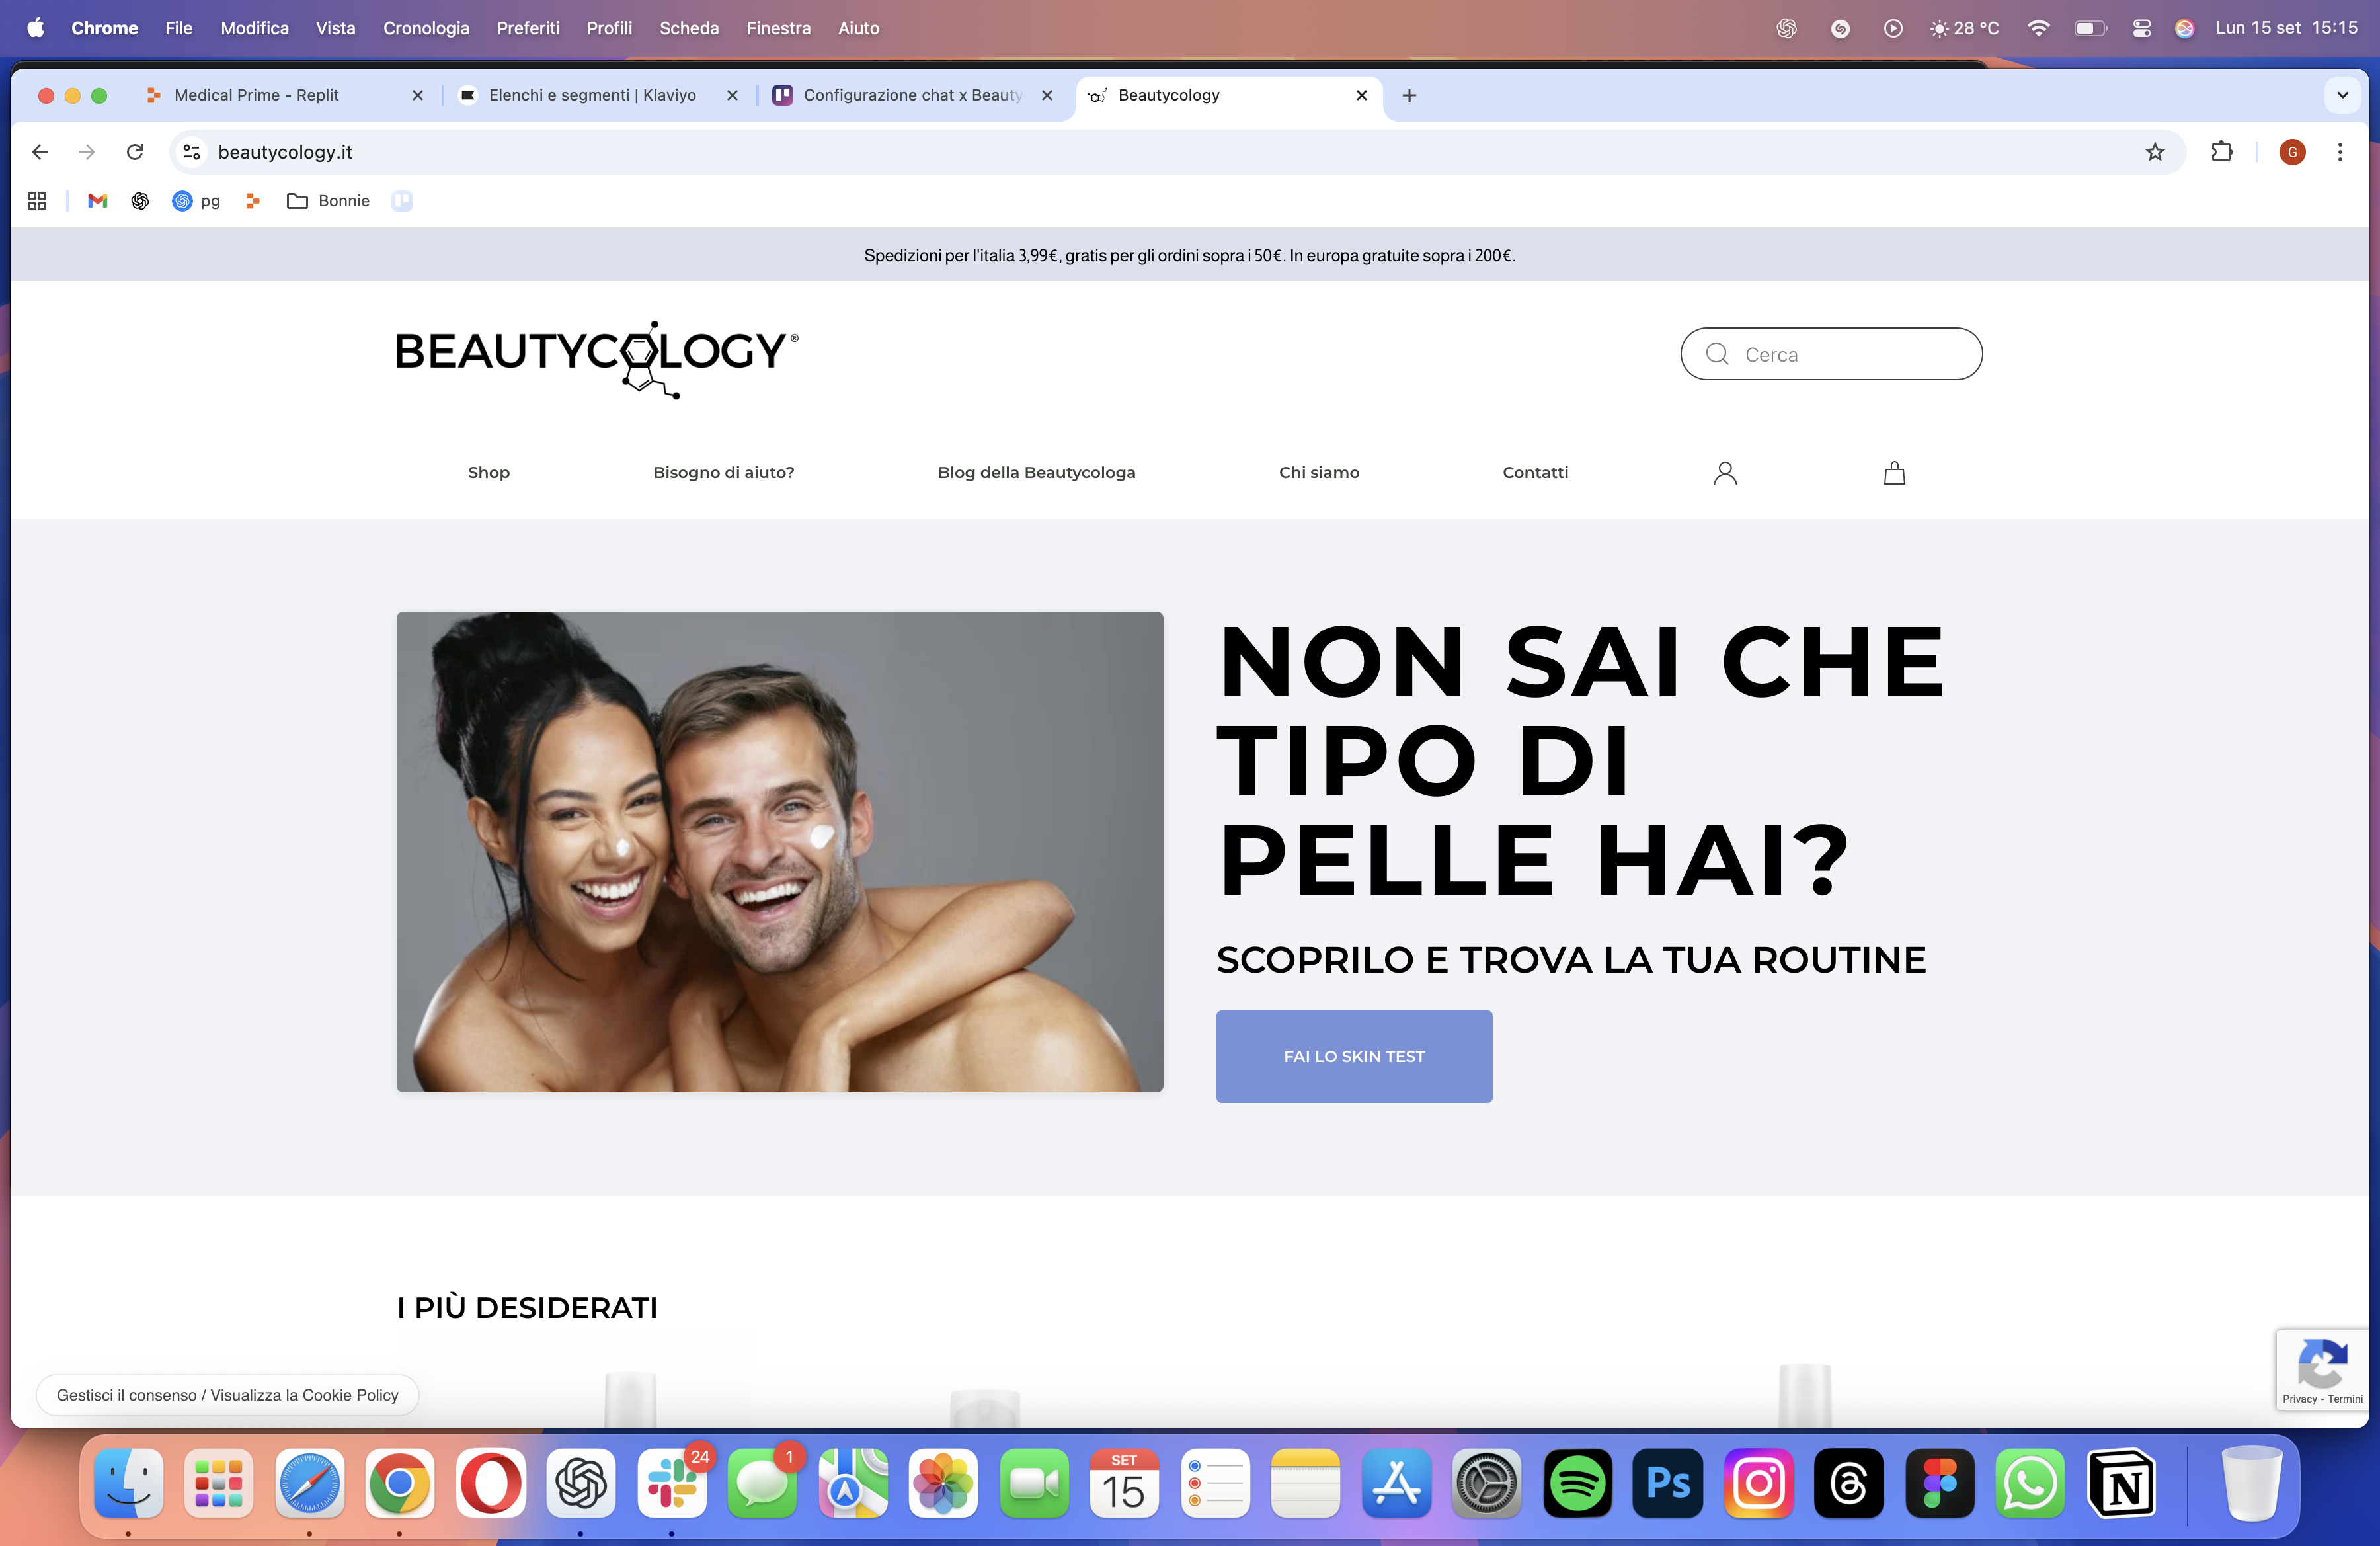 Chrome File Modifica Vista Cronologia Preferiti Profili Scheda Finestra Aiuto 28 °C Lun 15 set 15:15
Medical Prime - Replit Elenchi e segmenti | Klaviyo Configurazione chat x Beauty Beautycology
beautycology.it G
pg Bonnie
Spedizioni per l'italia 3,99€, gratis per gli ordini sopra i 50€. In europa gratuite sopra i 200€.
BEAUTYCOLOGY®
Cerca
Shop Bisogno di aiuto? Blog della Beautycologa Chi siamo Contatti
NON SAI CHE
TIPO DI
PELLE HAI?
SCOPRILO E TROVA LA TUA ROUTINE
FAI LO SKIN TEST
I PIÙ DESIDERATI
Gestisci il consenso / Visualizza la Cookie Policy
Privacy - Termini
24 1 SET
15 Ps N